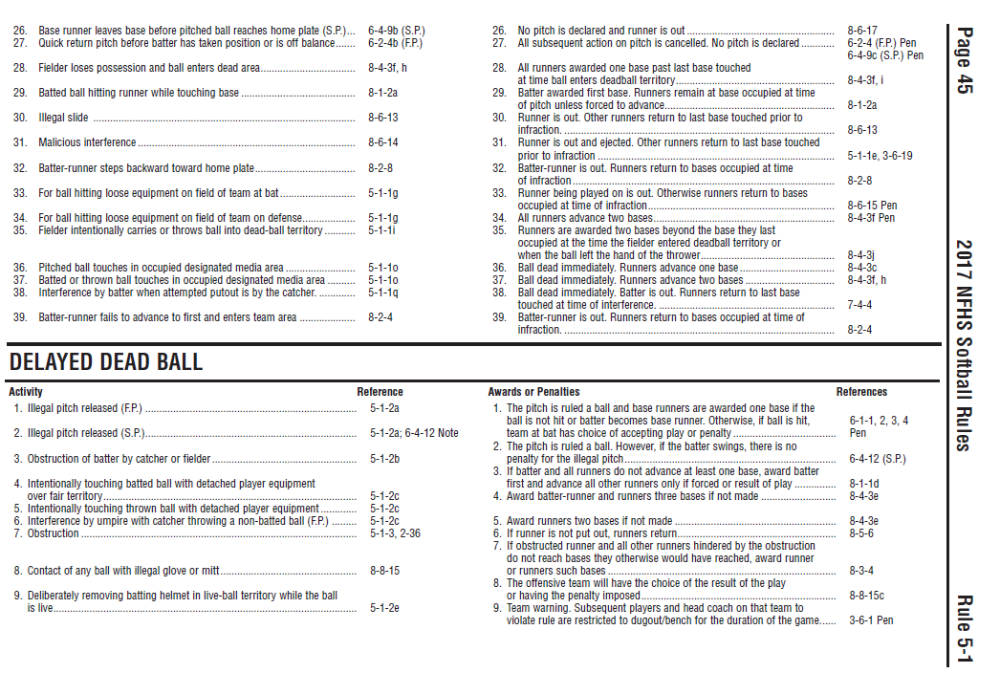 26. Base runner leaves base before pitched ball reaches home plate (S.P.)... 6-4-9b (S.P.)
27. Quick return pitch before batter has taken position or is off balance....... 6-2-4b (F.P.)
28. Fielder loses possession and ball enters dead area.................................. 8-4-3f, h
29. Batted ball hitting runner while touching base ......................................... 8-1-2a
30. Illegal slide .............................................................................................. 8-6-13
31. Malicious interference .............................................................................. 8-6-14
32. Batter-runner steps backward toward home plate.................................... 8-2-8
33. For ball hitting loose equipment on field of team at bat ........................... 5-1-1g
34. For ball hitting loose equipment on field of team on defense................... 5-1-1g
35. Fielder intentionally carries or throws ball into dead-ball territory ........... 5-1-1i
36. Pitched ball touches in occupied designated media area ......................... 5-1-1o
37. Batted or thrown ball touches in occupied designated media area .......... 5-1-1o
38. Interference by batter when attempted putout is by the catcher. ............. 5-1-1q
39. Batter-runner fails to advance to first and enters team area .................... 8-2-4
26. No pitch is declared and runner is out ..................................................... 8-6-17
27. All subsequent action on pitch is cancelled. No pitch is declared ............ 6-2-4 (F.P.) Pen
6-4-9c (S.P.) Pen
28. All runners awarded one base past last base touched
at time ball enters deadball territory......................................................... 8-4-3f, i
29. Batter awarded first base. Runners remain at base occupied at time
of pitch unless forced to advance............................................................. 8-1-2a
30. Runner is out. Other runners return to last base touched prior to
infraction. ................................................................................................. 8-6-13
31. Runner is out and ejected. Other runners return to last base touched
prior to infraction ..................................................................................... 5-1-1e, 3-6-19
32. Batter-runner is out. Runners return to bases occupied at time
of infraction.............................................................................................. 8-2-8
33. Runner being played on is out. Otherwise runners return to bases
occupied at time of infraction................................................................... 8-6-15 Pen
34. All runners advance two bases................................................................. 8-4-3f Pen
35. Runners are awarded two bases beyond the base they last
occupied at the time the fielder entered deadball territory or
when the ball left the hand of the thrower................................................ 8-4-3j
36. Ball dead immediately. Runners advance one base .................................. 8-4-3c
37. Ball dead immediately. Runners advance two bases ................................ 8-4-3f, h
38. Ball dead immediately. Batter is out. Runners return to last base
touched at time of interference. ............................................................... 7-4-4
39. Batter-runner is out. Runners return to bases occupied at time of
infraction. ................................................................................................. 8-2-4
DELAYED DEAD BALL
Activity Reference
1. Illegal pitch released (F.P.) ............................................................................ 5-1-2a
2. Illegal pitch released (S.P.)............................................................................ 5-1-2a; 6-4-12 Note
3. Obstruction of batter by catcher or fielder .................................................... 5-1-2b
4. Intentionally touching batted ball with detached player equipment
over fair territory........................................................................................... 5-1-2c
5. Intentionally touching thrown ball with detached player equipment ............. 5-1-2c
6. Interference by umpire with catcher throwing a non-batted ball (F.P.) ......... 5-1-2c
7. Obstruction ................................................................................................... 5-1-3, 2-36
8. Contact of any ball with illegal glove or mitt................................................. 8-8-15
9. Deliberately removing batting helmet in live-ball territory while the ball
is live............................................................................................................. 5-1-2e
Awards or Penalties References
1. The pitch is ruled a ball and base runners are awarded one base if the
ball is not hit or batter becomes base runner. Otherwise, if ball is hit, 6-1-1, 2, 3, 4
team at bat has choice of accepting play or penalty ..................................... Pen
2. The pitch is ruled a ball. However, if the batter swings, there is no
penalty for the illegal pitch............................................................................ 6-4-12 (S.P.)
3. If batter and all runners do not advance at least one base, award batter
first and advance all other runners only if forced or result of play ............... 8-1-1d
4. Award batter-runner and runners three bases if not made ........................... 8-4-3e
5. Award runners two bases if not made .......................................................... 8-4-3e
6. If runner is not put out, runners return......................................................... 8-5-6
7. If obstructed runner and all other runners hindered by the obstruction
do not reach bases they otherwise would have reached, award runner
or runners such bases .................................................................................. 8-3-4
8. The offensive team will have the choice of the result of the play
or having the penalty imposed...................................................................... 8-8-15c
9. Team warning. Subsequent players and head coach on that team to
violate rule are restricted to dugout/bench for the duration of the game...... 3-6-1 Pen
Page 45
2017 NFHS Softball Rules
Rule 5-1